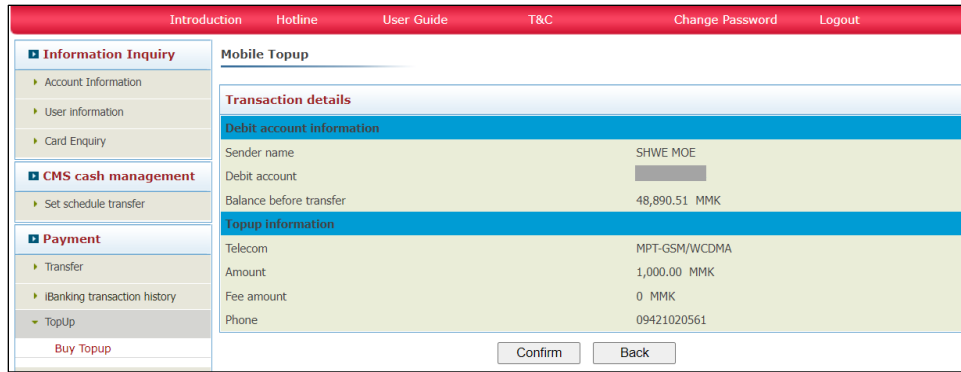 Introduction Hotline User Guide T&C Change Password Logout
Information Inquiry
Account Information
User information
Card Enquiry
CMS cash management
Set schedule transfer
Payment
Transfer
iBanking transaction history
TopUp
Buy Topup
Mobile Topup
Transaction details
Debit account information
Sender name SHWE MOE
Debit account
Balance before transfer 48,890.51 MMK
Topup information
Telecom MPT-GSM/WCDMA
Amount 1,000.00 MMK
Fee amount 0 MMK
Phone 09421020561
Confirm Back